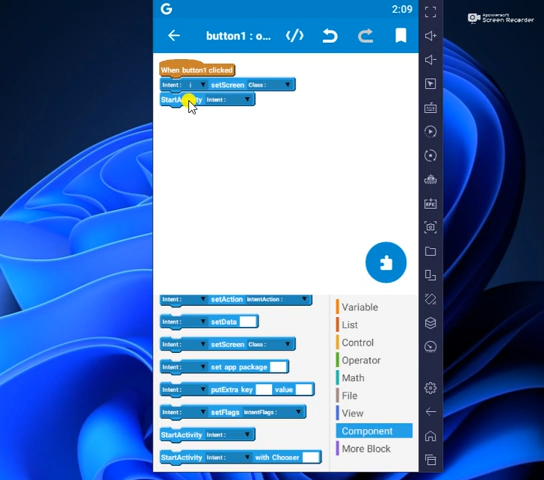 G 2:09
Apowersoft
Screen Recorder
button1 : o...
When button1 clicked
Intent : i setScreen Class :
StartActivity Intent :
Intent : setAction IntentAction :
Intent : setData
Intent : setScreen Class :
Intent : set app package
Intent : putExtra key value
Intent : setFlags IntentFlags :
StartActivity Intent :
StartActivity Intent : with Chooser
Variable
List
Control
Operator
Math
File
View
Component
More Block